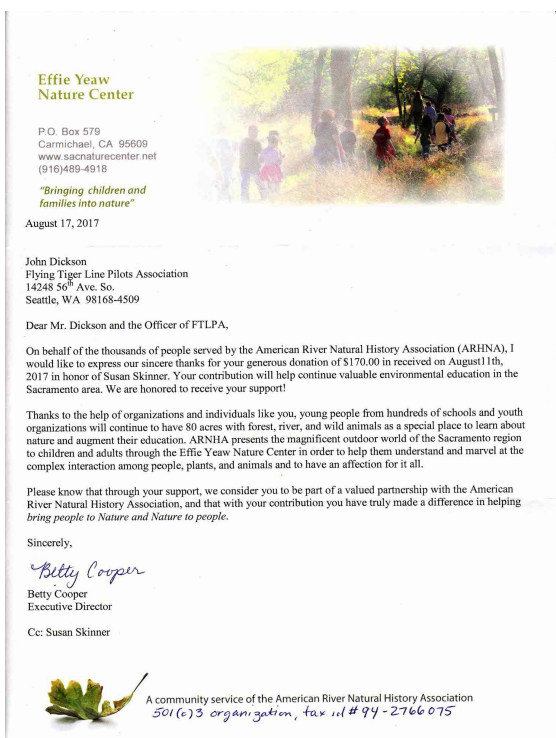 Effie Yeaw
Nature Center
P.O. Box 579
Carmichael, CA 95609
www.sacnaturecenter.net
(916)489-4918
"Bringing children and
families into nature"
August 17, 2017
John Dickson
Flying Tiger Line Pilots Association
14248 56th Ave. So.
Seattle, WA 98168-4509
Dear Mr. Dickson and the Officer of FTLPA,
On behalf of the thousands of people served by the American River Natural History Association (ARHNA), I
would like to express our sincere thanks for your generous donation of $170.00 in received on August11th,
2017 in honor of Susan Skinner. Your contribution will help continue valuable environmental education in the
Sacramento area. We are honored to receive your support!
Thanks to the help of organizations and individuals like you, young people from hundreds of schools and youth
organizations will continue to have 80 acres with forest, river, and wild animals as a special place to learn about
nature and augment their education. ARNHA presents the magnificent outdoor world of the Sacramento region
to children and adults through the Effie Yeaw Nature Center in order to help them understand and marvel at the
complex interaction among people, plants, and animals and to have an affection for it all.
Please know that through your support, we consider you to be part of a valued partnership with the American
River Natural History Association, and that with your contribution you have truly made a difference in helping
bring people to Nature and Nature to people.
Sincerely,
Betty Cooper
Betty Cooper
Executive Director
Cc: Susan Skinner
A community service of the American River Natural History Association
501(c)3 organization, tax id # 94-2766075